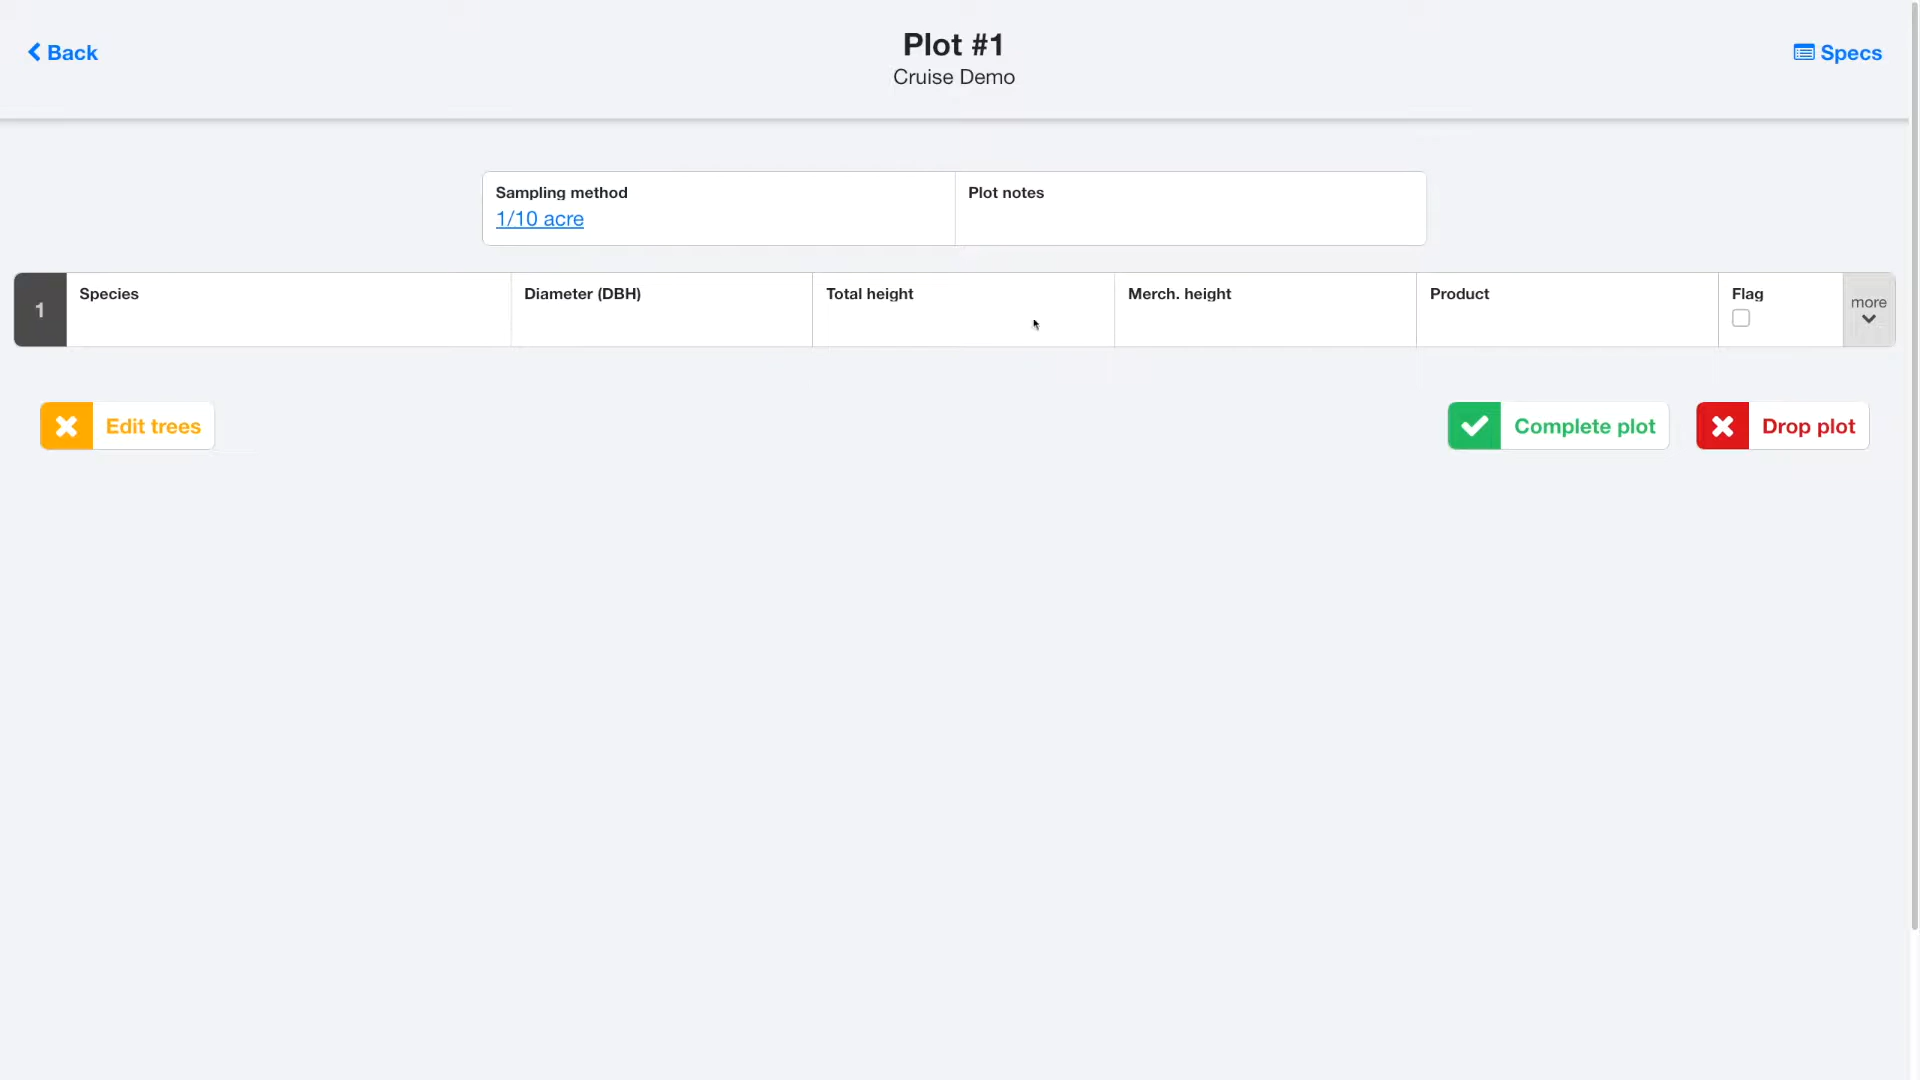 Back
Plot #1
Cruise Demo
Specs
Sampling method
1/10 acre
Plot notes
1
Species
Diameter (DBH)
Total height
Merch. height
Product
Flag
more
Edit trees
Complete plot
Drop plot